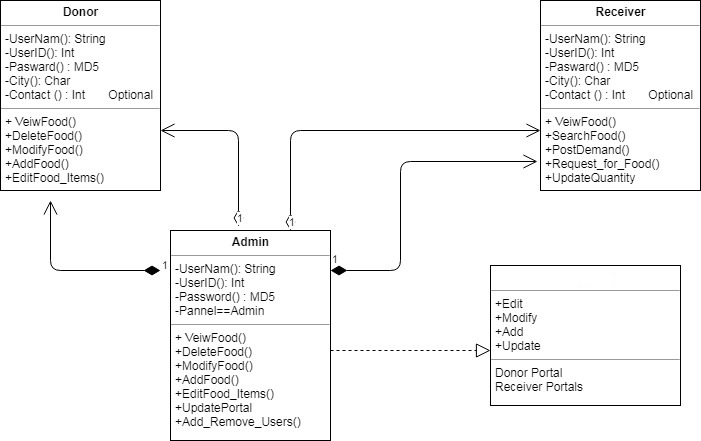 Donor
-UserNam(): String
-UserID(): Int
-Pasward() : MD5
-City(): Char
-Contact () : Int Optional
+ VeiwFood()
+DeleteFood()
+ModifyFood()
+AddFood()
+EditFood_Items()
Receiver
-UserNam(): String
-UserID(): Int
-Pasward() : MD5
-City(): Char
-Contact () : Int Optional
+ VeiwFood()
+SearchFood()
+PostDemand()
+Request_for_Food()
+UpdateQuantity
1
1
1
1
Admin
-UserNam(): String
-UserID(): Int
-Password() : MD5
-Pannel==Admin
+ VeiwFood()
+DeleteFood()
+ModifyFood()
+AddFood()
+EditFood_Items()
+UpdatePortal
+Add_Remove_Users()
+Edit
+Modify
+Add
+Update
Donor Portal
Receiver Portals